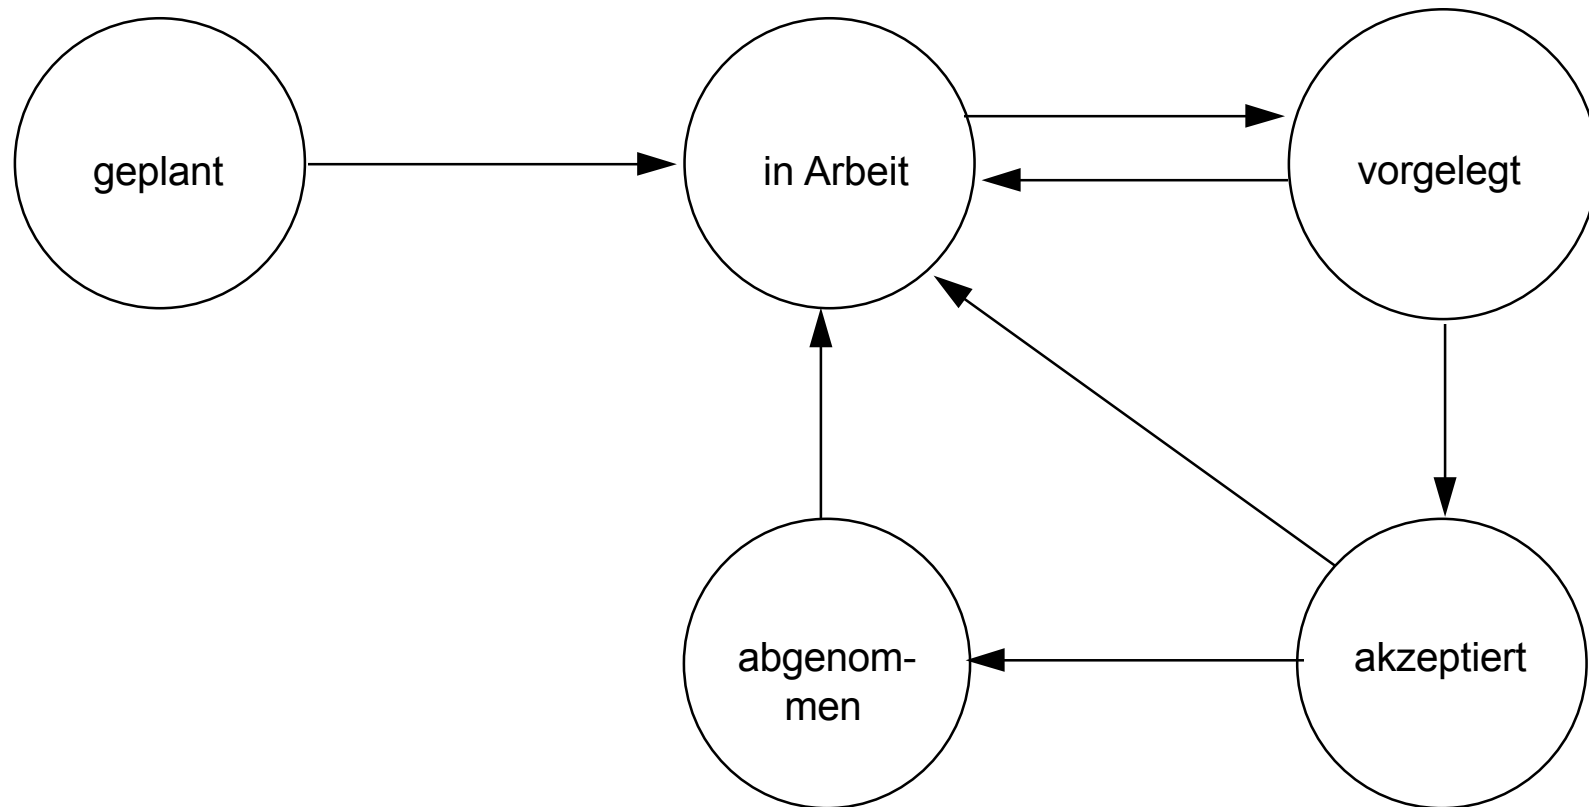 geplant
in Arbeit
vorgelegt
abgenom-
men
akzeptiert